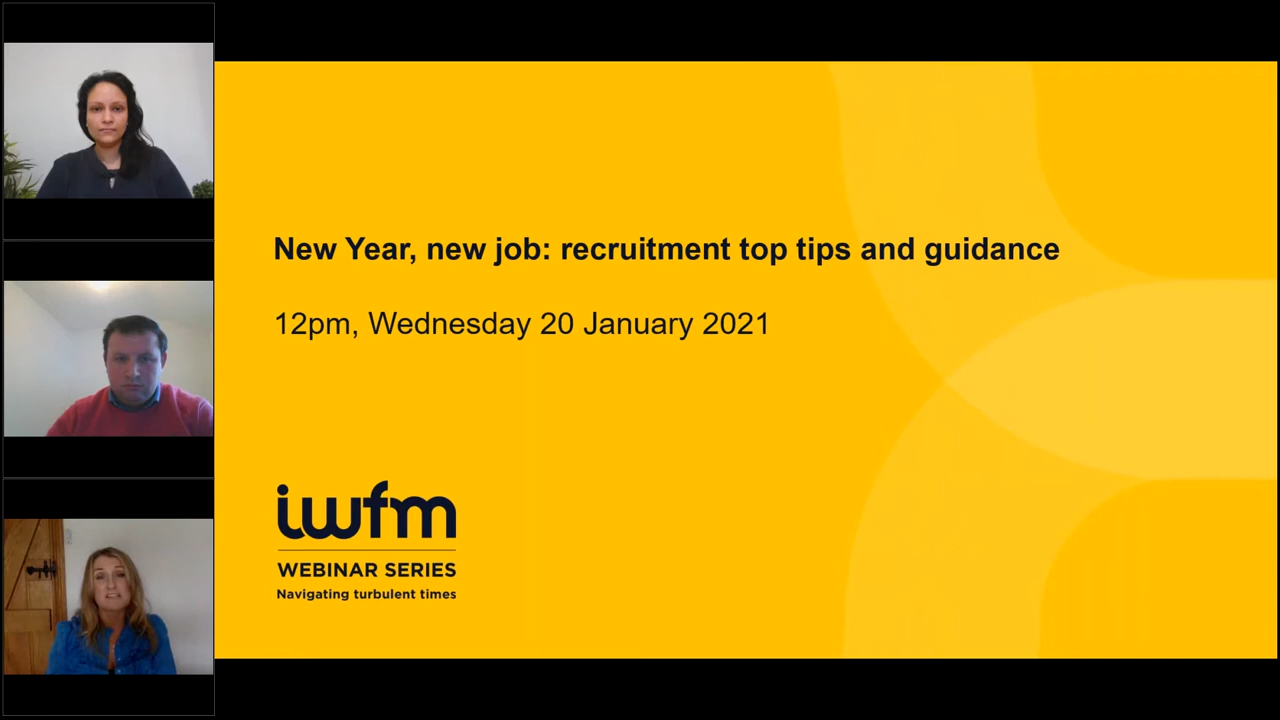 New Year, new job: recruitment top tips and guidance
12pm, Wednesday 20 January 2021
iwfm
WEBINAR SERIES
Navigating turbulent times